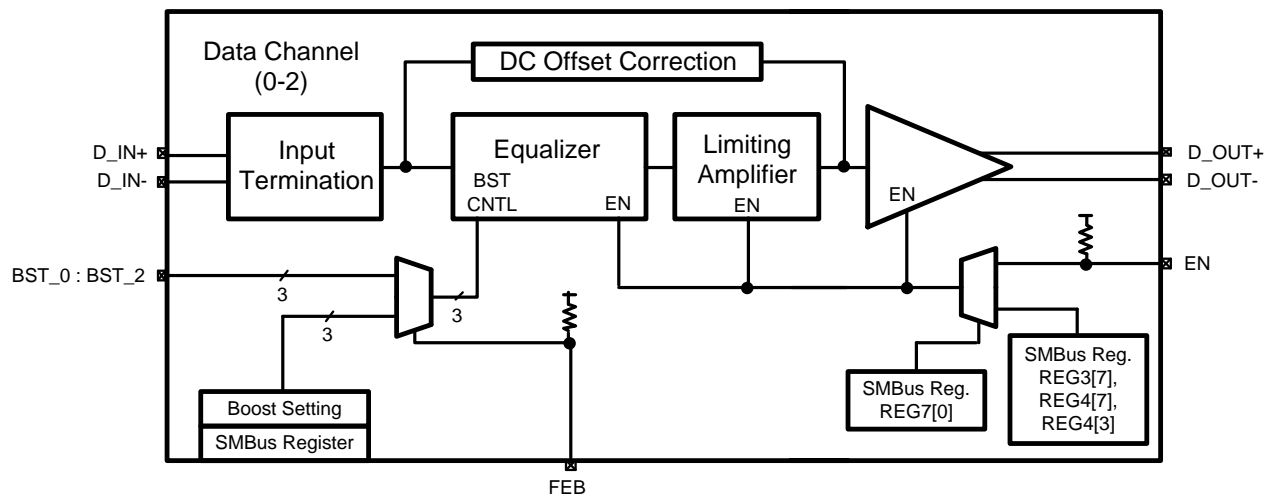 Data Channel
(0-2)
DC Offset Correction
D_IN+
D_IN-
Input
Termination
Equalizer
BST
CNTL
EN
Limiting
Amplifier
EN
EN
D_OUT+
D_OUT-
BST_0 : BST_2
3
3
3
EN
Boost Setting
SMBus Register
SMBus Reg.
REG7[0]
SMBus Reg.
REG3[7],
REG4[7],
REG4[3]
FEB